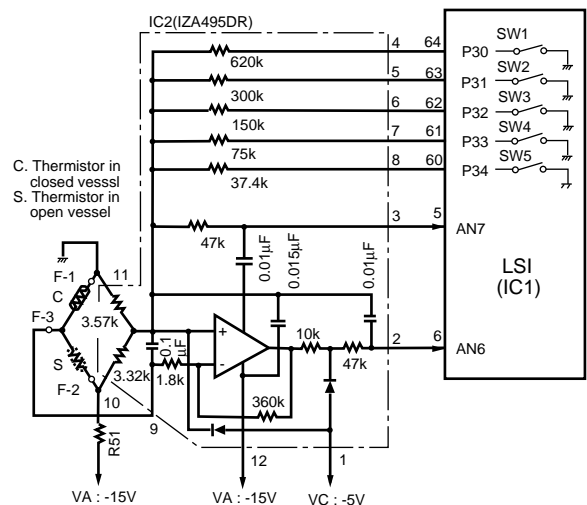 IC2(IZA495DR)
4 64
620k
P30 SW1
5 63
300k
P31 SW2
6 62
150k
P32 SW3
7 61
75k
P33 SW4
8 60
37.4k
P34 SW5
C. Thermistor in
closed vesssl
S. Thermistor in
open vessel
3 5
47k
AN7
0.01µF
0.015µF
0.01µF
LSI
(IC1)
F-1
11
C
F-3
3.57k
S
3.32k
F-2
10
0.1
µF
+
-
1.8k
10k
47k
2 6
AN6
360k
9
R51
12
1
VA : -15V
VA : -15V
VC : -5V